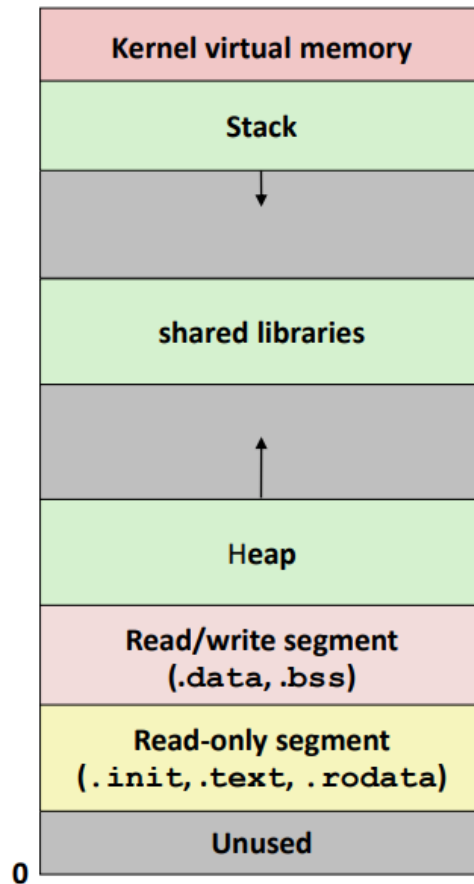 Kernel virtual memory
Stack
shared libraries
Heap
Read/write segment
(.data, .bss)
Read-only segment
(.init, .text, .rodata)
Unused
0